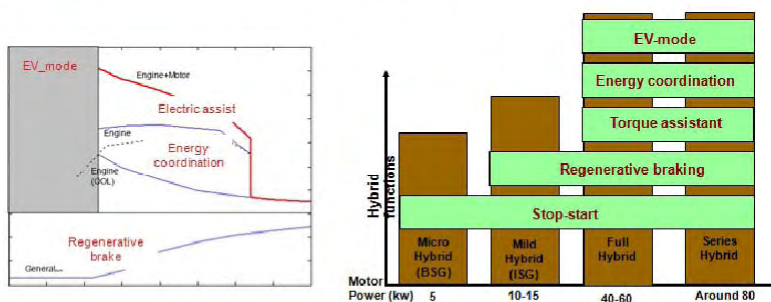 EV_mode
Engine+Motor
Electric assist
Engine
Energy
coordination
Engine
Regenerative
brake
EV-mode
Energy coordination
Torque assistant
Regenerative braking
Stop-start
Hybrid
functions
Micro
Hybrid
(BSG)
Mild
Hybrid
(ISG)
Full
Hybrid
Series
Hybrid
Motor
Power (kw)
5
10-15
40-60
Around 80